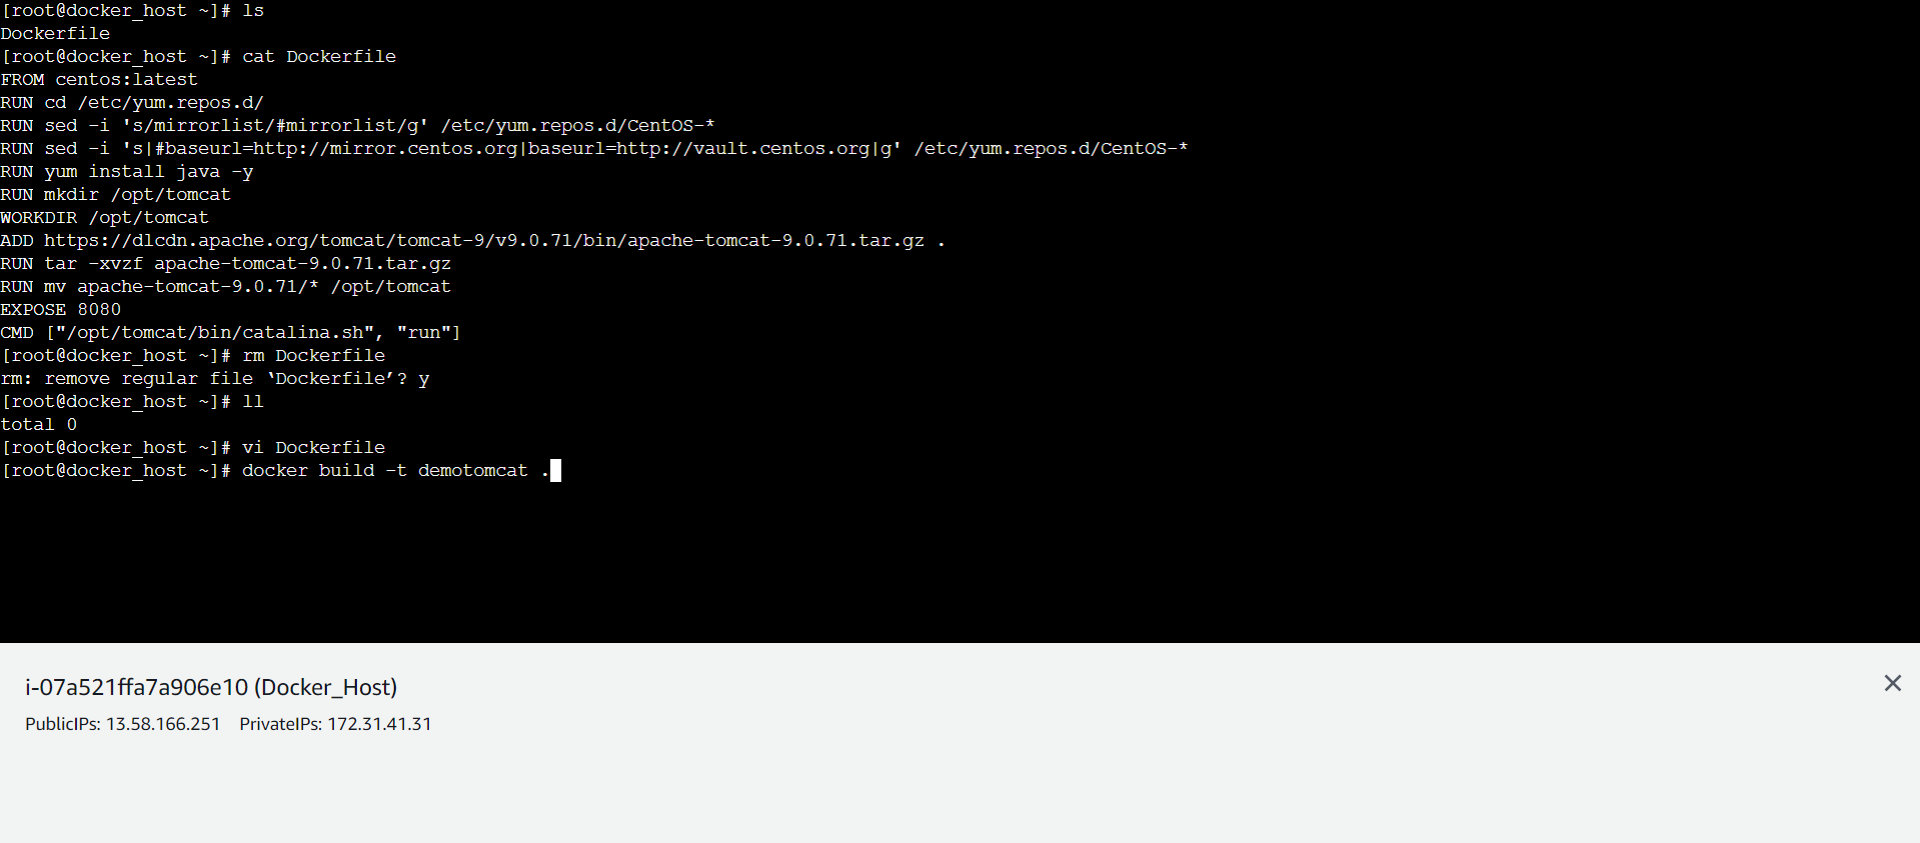 [root@docker_host ~]# ls
Dockerfile
[root@docker_host ~]# cat Dockerfile
FROM centos:latest
RUN cd /etc/yum.repos.d/
RUN sed -i 's/mirrorlist/#mirrorlist/g' /etc/yum.repos.d/CentOS-*
RUN sed -i 's|#baseurl=http://mirror.centos.org|baseurl=http://vault.centos.org|g' /etc/yum.repos.d/CentOS-*
RUN yum install java -y
RUN mkdir /opt/tomcat
WORKDIR /opt/tomcat
ADD https://dlcdn.apache.org/tomcat/tomcat-9/v9.0.71/bin/apache-tomcat-9.0.71.tar.gz .
RUN tar -xvzf apache-tomcat-9.0.71.tar.gz
RUN mv apache-tomcat-9.0.71/* /opt/tomcat
EXPOSE 8080
CMD ["/opt/tomcat/bin/catalina.sh", "run"]
[root@docker_host ~]# rm Dockerfile
rm: remove regular file ‘Dockerfile’? y
[root@docker_host ~]# ll
total 0
[root@docker_host ~]# vi Dockerfile
[root@docker_host ~]# docker build -t demotomcat .
i-07a521ffa7a906e10 (Docker_Host)
PublicIPs: 13.58.166.251 PrivateIPs: 172.31.41.31